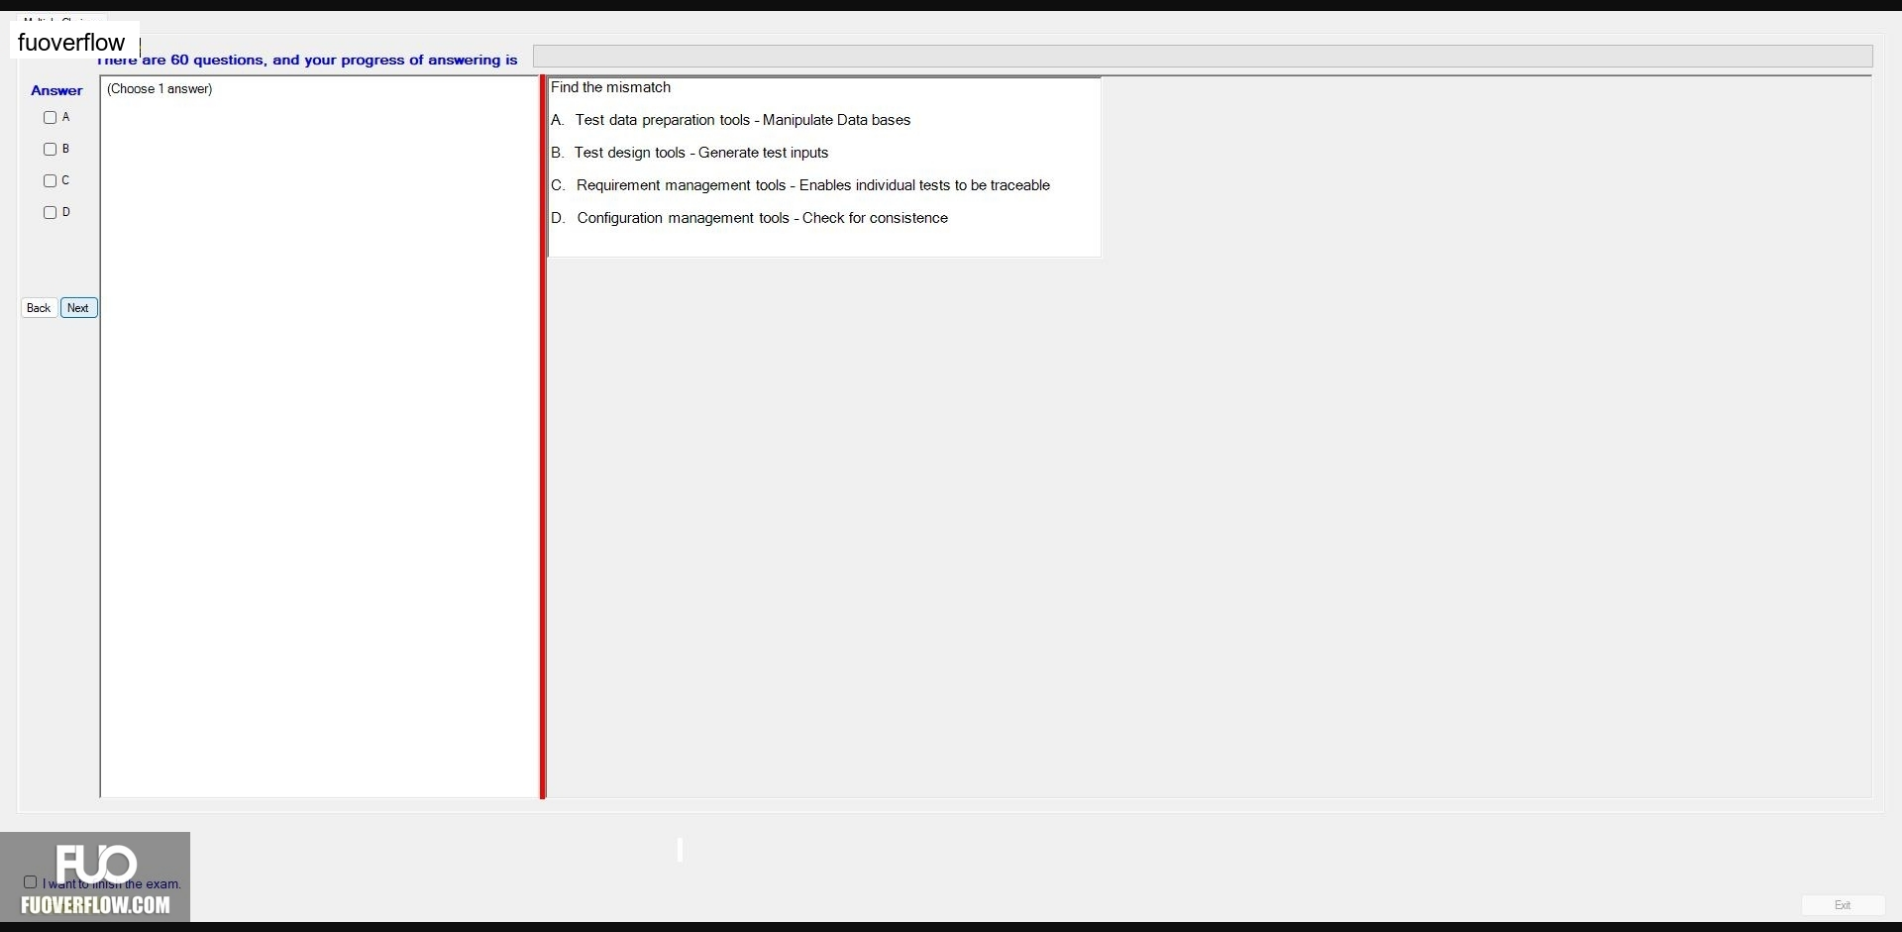 fuoverflow
There are 60 questions, and your progress of answering is
Answer
(Choose 1 answer)
A
B
C
D
Back Next
Find the mismatch
A. Test data preparation tools - Manipulate Data bases
B. Test design tools - Generate test inputs
C. Requirement management tools - Enables individual tests to be traceable
D. Configuration management tools - Check for consistence
FUO
I want to finish the exam.
FUOVERFLOW.COM
Exit